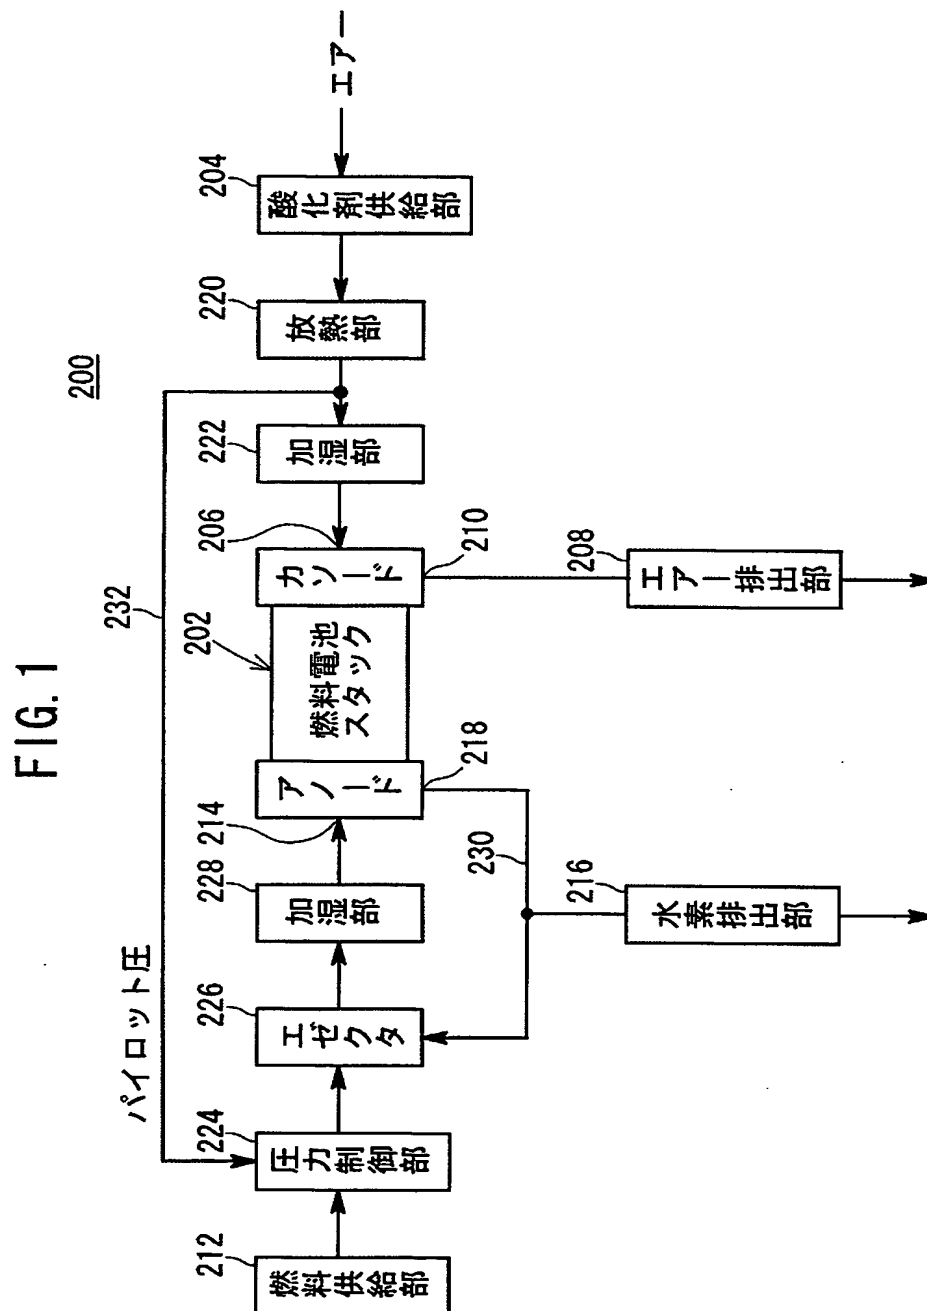 FIG. 1
200
232
パイロット圧
212
燃料供給部
224
圧力制御部
226
エゼクタ
228
加湿部
214
アノード
218
202
燃料電池
スタック
206
カソード
210
222
加湿部
220
放熱部
204
酸化剤供給部
エアー
230
216
水素排出部
208
エアー排出部